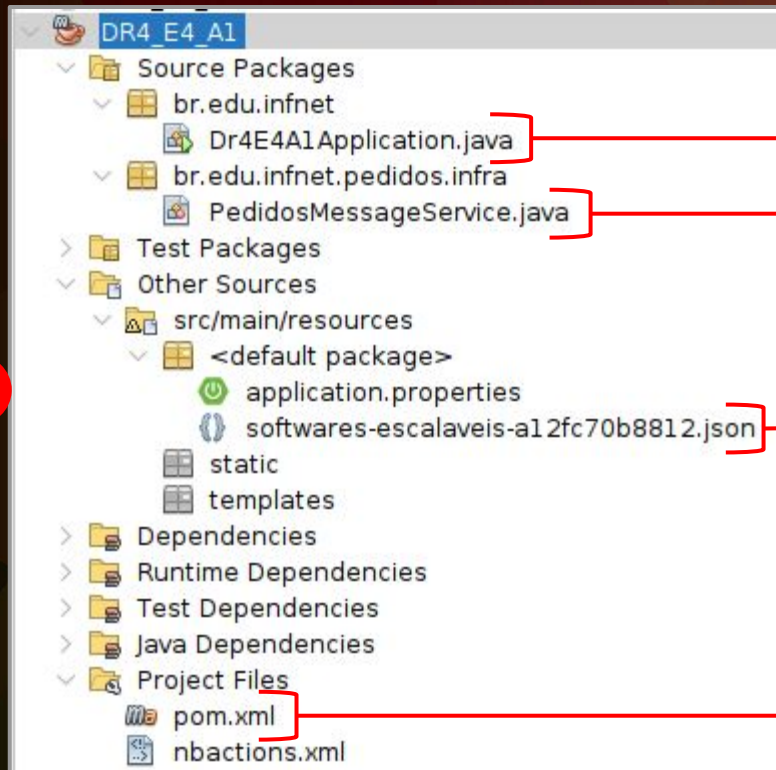 DR4_E4_A1
Source Packages
br.edu.infnet
Dr4E4A1Application.java
br.edu.infnet.pedidos.infra
PedidosMessageService.java
Test Packages
Other Sources
src/main/resources
<default package>
application.properties
softwares-escalaveis-a12fc70b8812.json
static
templates
Dependencies
Runtime Dependencies
Test Dependencies
Java Dependencies
Project Files
pom.xml
nbactions.xml